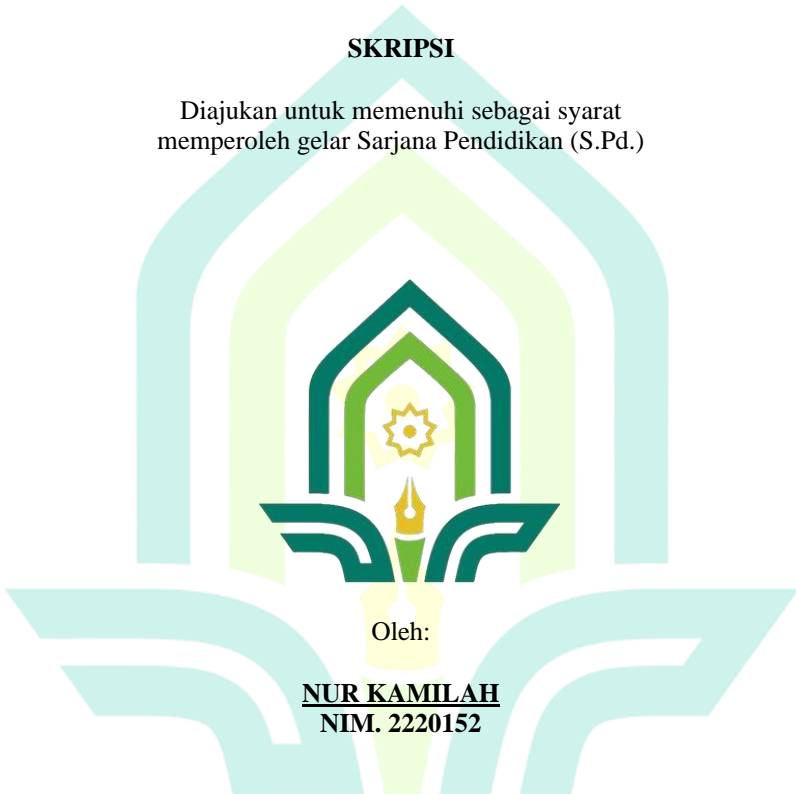 SKRIPSI
Diajukan untuk memenuhi sebagai syarat
memperoleh gelar Sarjana Pendidikan (S.Pd.)
Oleh:
NUR KAMILAH
NIM. 2220152